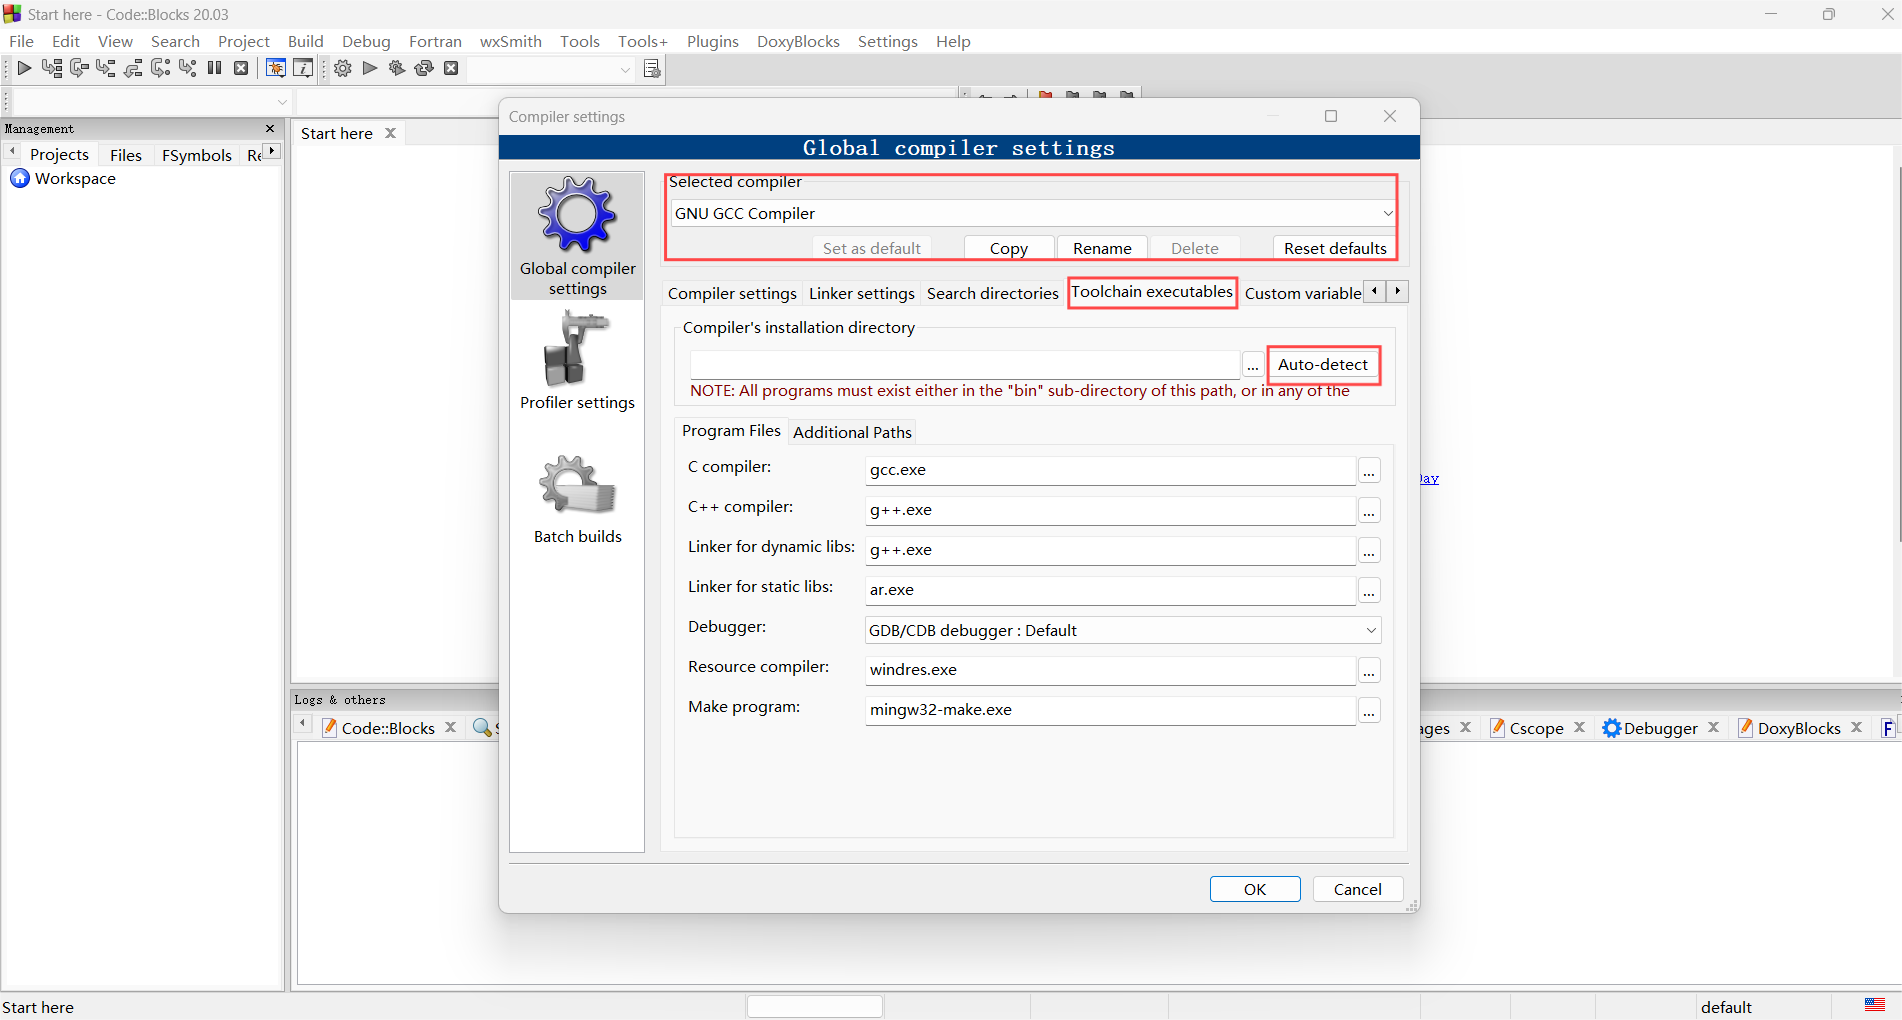 Start here - Code::Blocks 20.03
File Edit View Search Project Build Debug Fortran wxSmith Tools Tools+ Plugins DoxyBlocks Settings Help
Management
Projects Files FSymbols
Workspace
Start here
Compiler settings
Global compiler settings
Global compiler
settings
Profiler settings
Batch builds
Selected compiler
GNU GCC Compiler
Set as default Copy Rename Delete Reset defaults
Compiler settings Linker settings Search directories Toolchain executables Custom variable
Compiler's installation directory
... Auto-detect
NOTE: All programs must exist either in the "bin" sub-directory of this path, or in any of the
Program Files Additional Paths
C compiler: gcc.exe ...
C++ compiler: g++.exe ...
Linker for dynamic libs: g++.exe ...
Linker for static libs: ar.exe ...
Debugger: GDB/CDB debugger : Default
Resource compiler: windres.exe ...
Make program: mingw32-make.exe ...
OK Cancel
Logs & others
Code::Blocks
Cscope Debugger DoxyBlocks F
Start here default